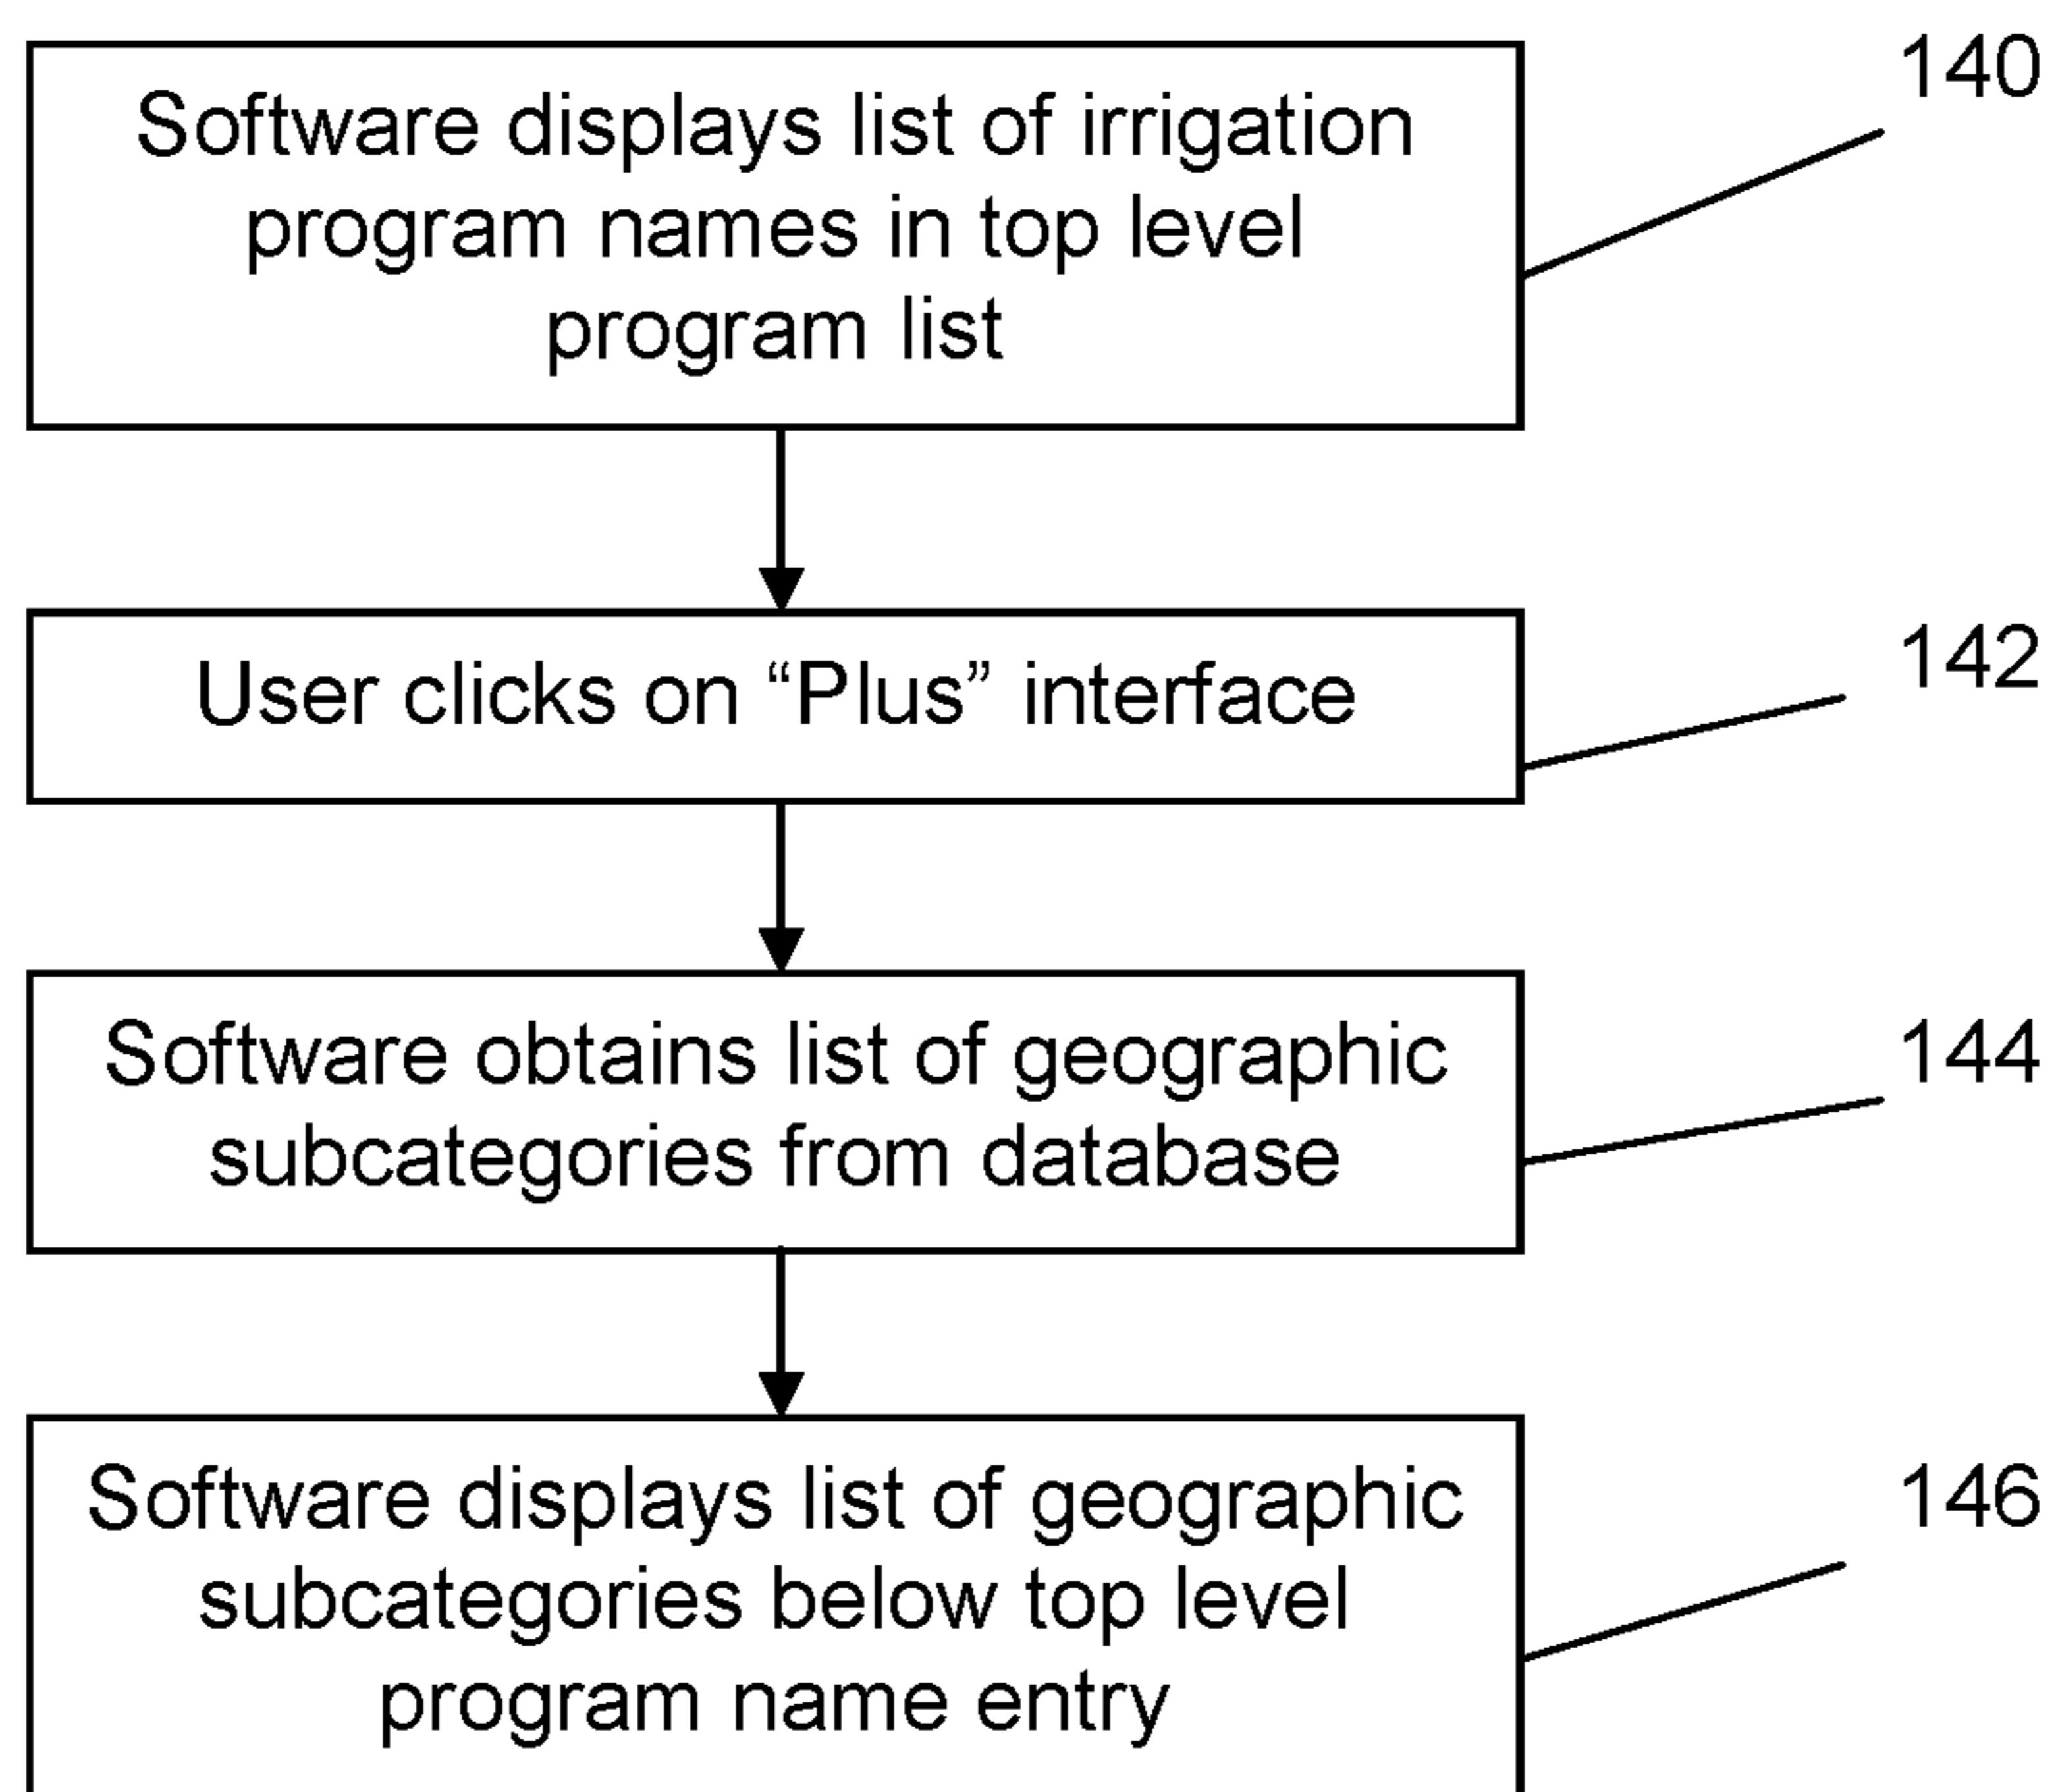 140
Software displays list of irrigation
program names in top level
program list
142
User clicks on “Plus” interface
144
Software obtains list of geographic
subcategories from database
146
Software displays list of geographic
subcategories below top level
program name entry